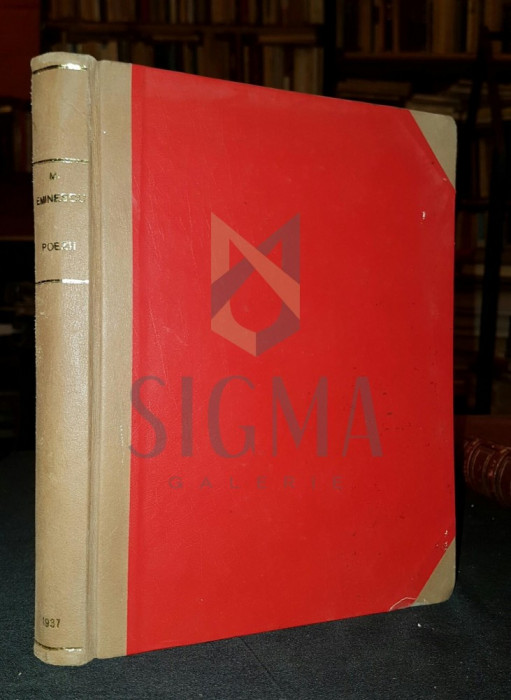 M.
EMINESCU
POEZII
1937
SIGMA
GALERIE